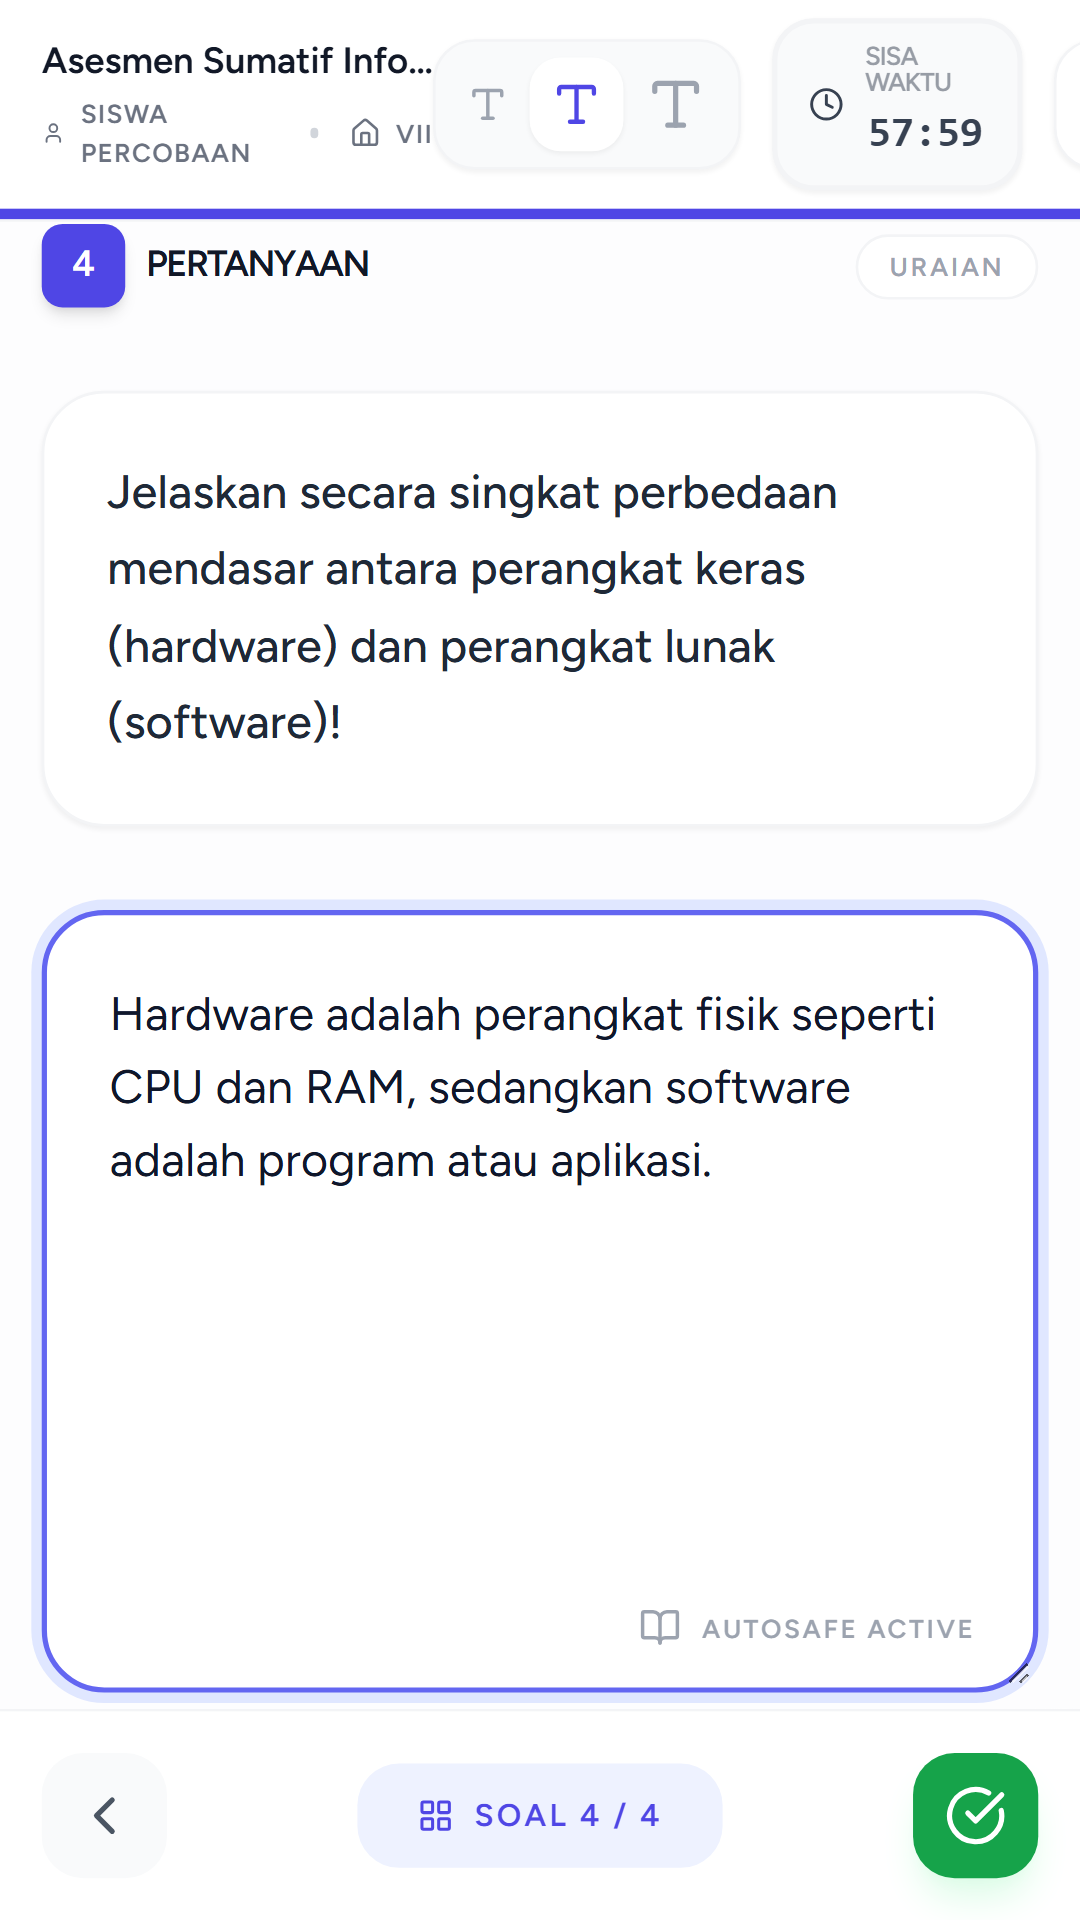 Asesmen Sumatif Info...
SISWA
PERCOBAAN
VII
T T T
SISA
WAKTU
57:59
4
PERTANYAAN
URAIAN
Jelaskan secara singkat perbedaan
mendasar antara perangkat keras
(hardware) dan perangkat lunak
(software)!
Hardware adalah perangkat fisik seperti
CPU dan RAM, sedangkan software
adalah program atau aplikasi.
AUTOSAFE ACTIVE
SOAL 4 / 4